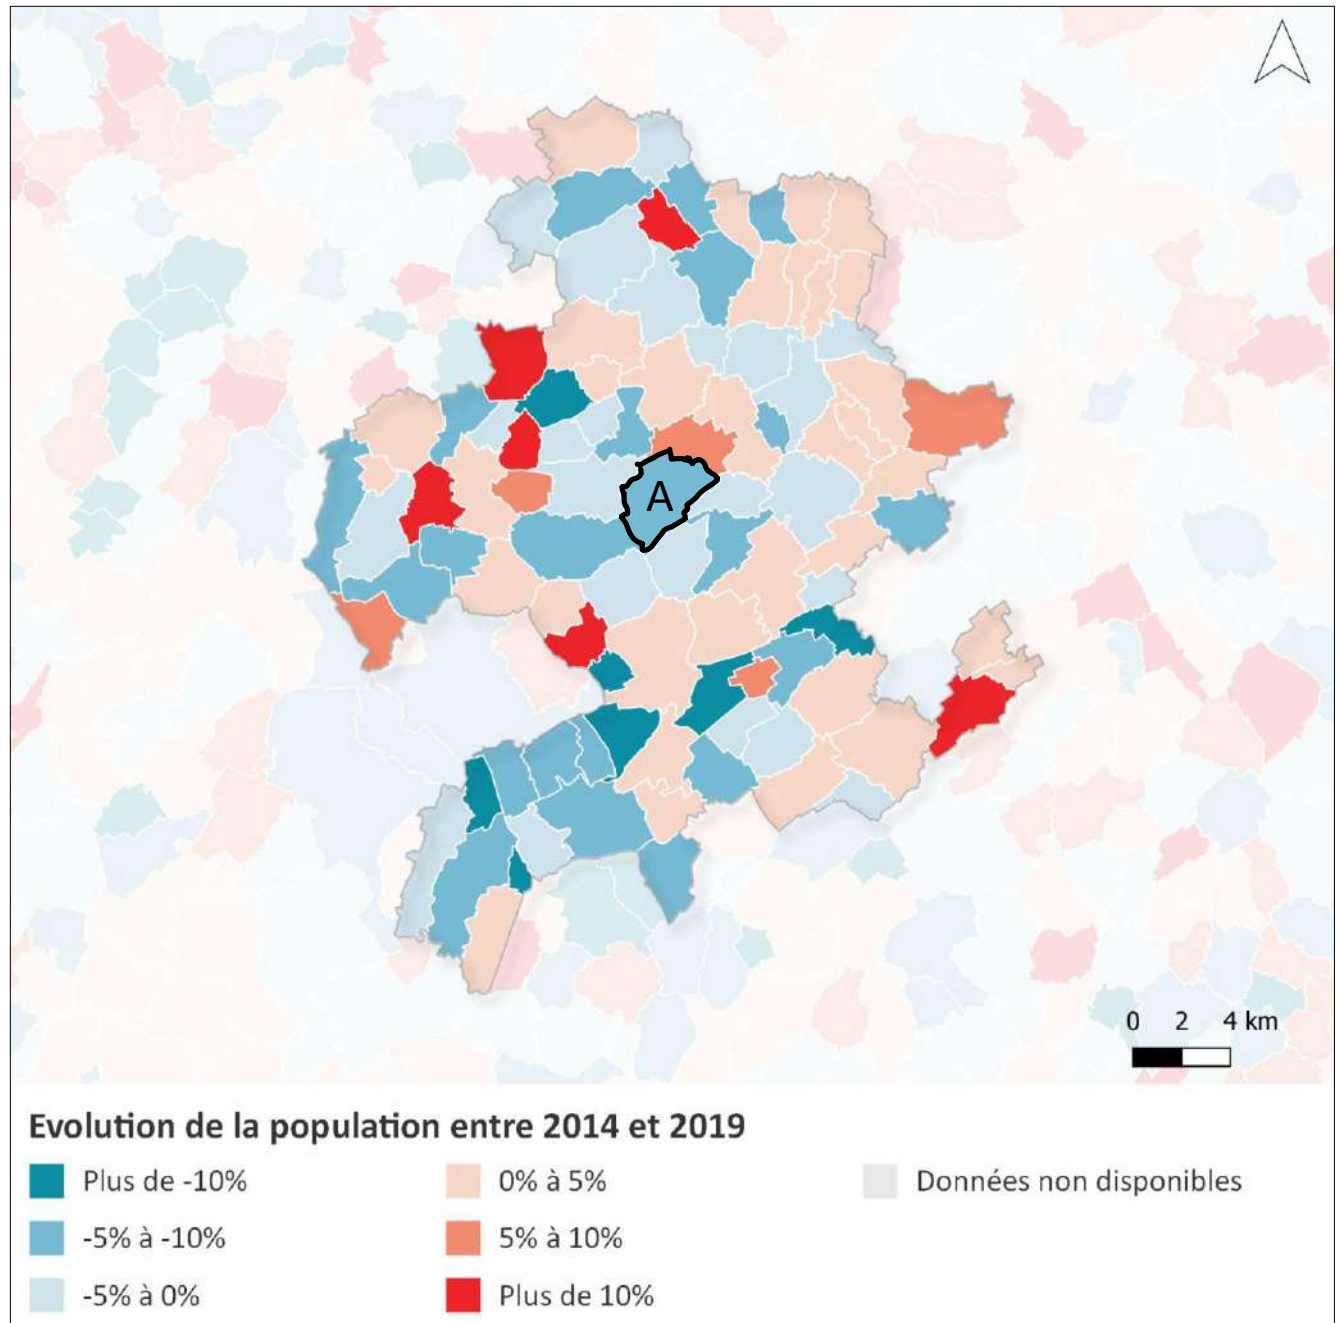 A
0 2 4 km
Evolution de la population entre 2014 et 2019
Plus de -10% 0% à 5% Données non disponibles
-5% à -10% 5% à 10%
-5% à 0% Plus de 10%